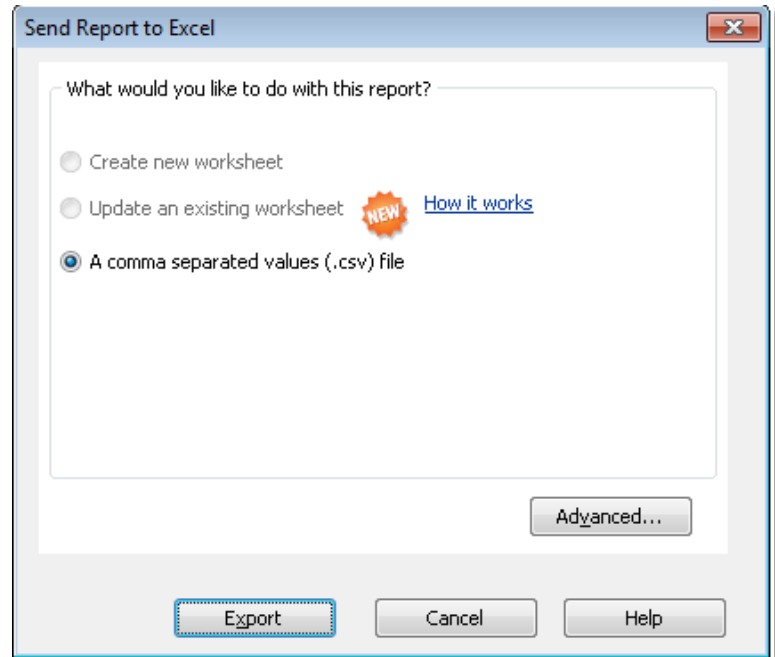 Send Report to Excel
What would you like to do with this report?
Create new worksheet
Update an existing worksheet NEW How it works
A comma separated values (.csv) file
Advanced...
Export Cancel Help